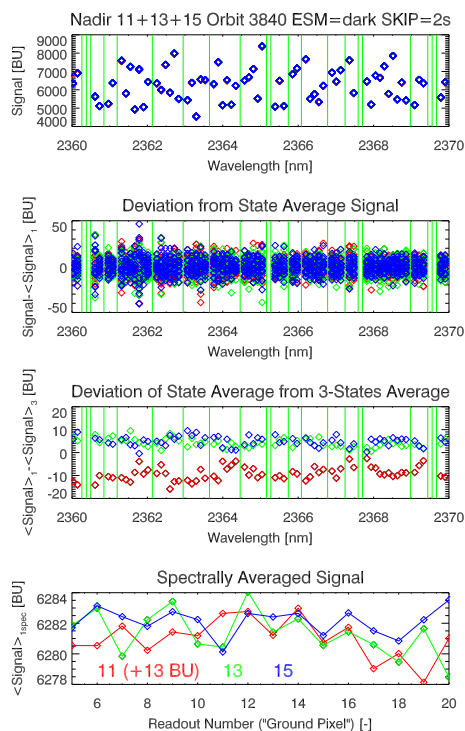 Nadir 11+13+15 Orbit 3840 ESM=dark SKIP=2s
Signal [BU]
9000
8000
7000
6000
5000
4000
2360 2362 2364 2366 2368 2370
Wavelength [nm]
Deviation from State Average Signal
Signal-<Signal>1 [BU]
50
0
-50
2360 2362 2364 2366 2368 2370
Wavelength [nm]
Deviation of State Average from 3-States Average
<Signal>1-<Signal>3 [BU]
20
10
0
-10
-20
2360 2362 2364 2366 2368 2370
Wavelength [nm]
Spectrally Averaged Signal
<Signal>1spec [BU]
6284
6282
6280
6278
11 (+13 BU) 13 15
6 8 10 12 14 16 18 20
Readout Number ("Ground Pixel") [-]